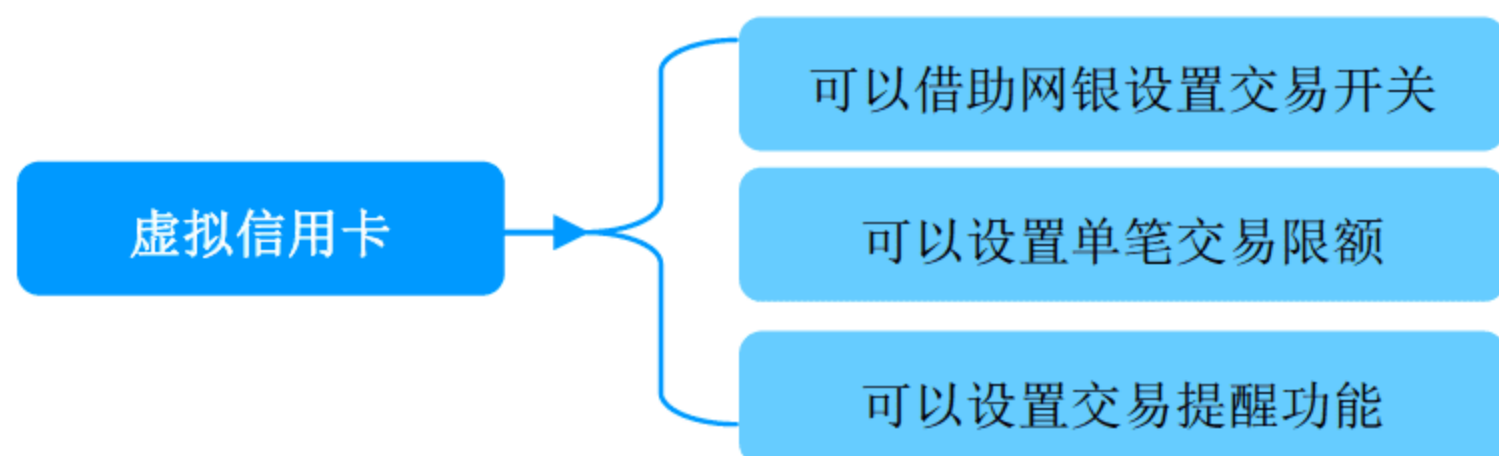 虚拟信用卡
可以借助网银设置交易开关
可以设置单笔交易限额
可以设置交易提醒功能